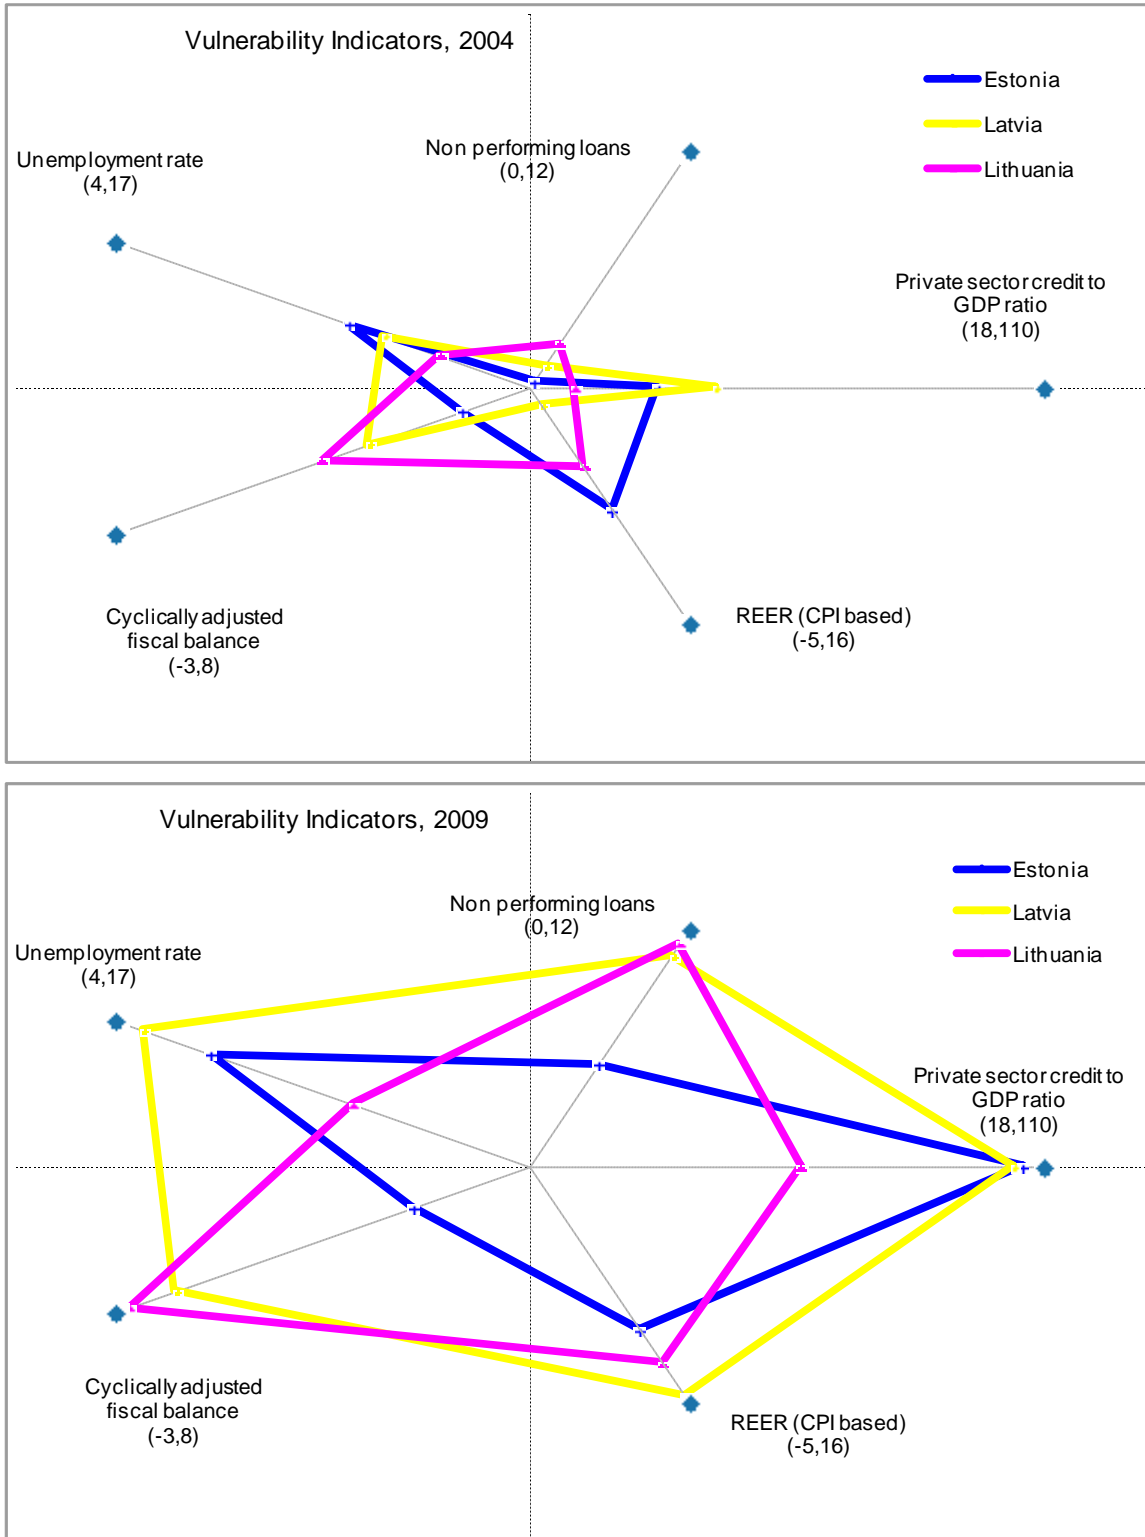 Vulnerability Indicators, 2004
Estonia
Latvia
Lithuania
Non performing loans
(0,12)
Unemployment rate
(4,17)
Private sector credit to
GDP ratio
(18,110)
Cyclically adjusted
fiscal balance
(-3,8)
REER (CPI based)
(-5,16)
Vulnerability Indicators, 2009
Estonia
Latvia
Lithuania
Non performing loans
(0,12)
Unemployment rate
(4,17)
Private sector credit to
GDP ratio
(18,110)
Cyclically adjusted
fiscal balance
(-3,8)
REER (CPI based)
(-5,16)